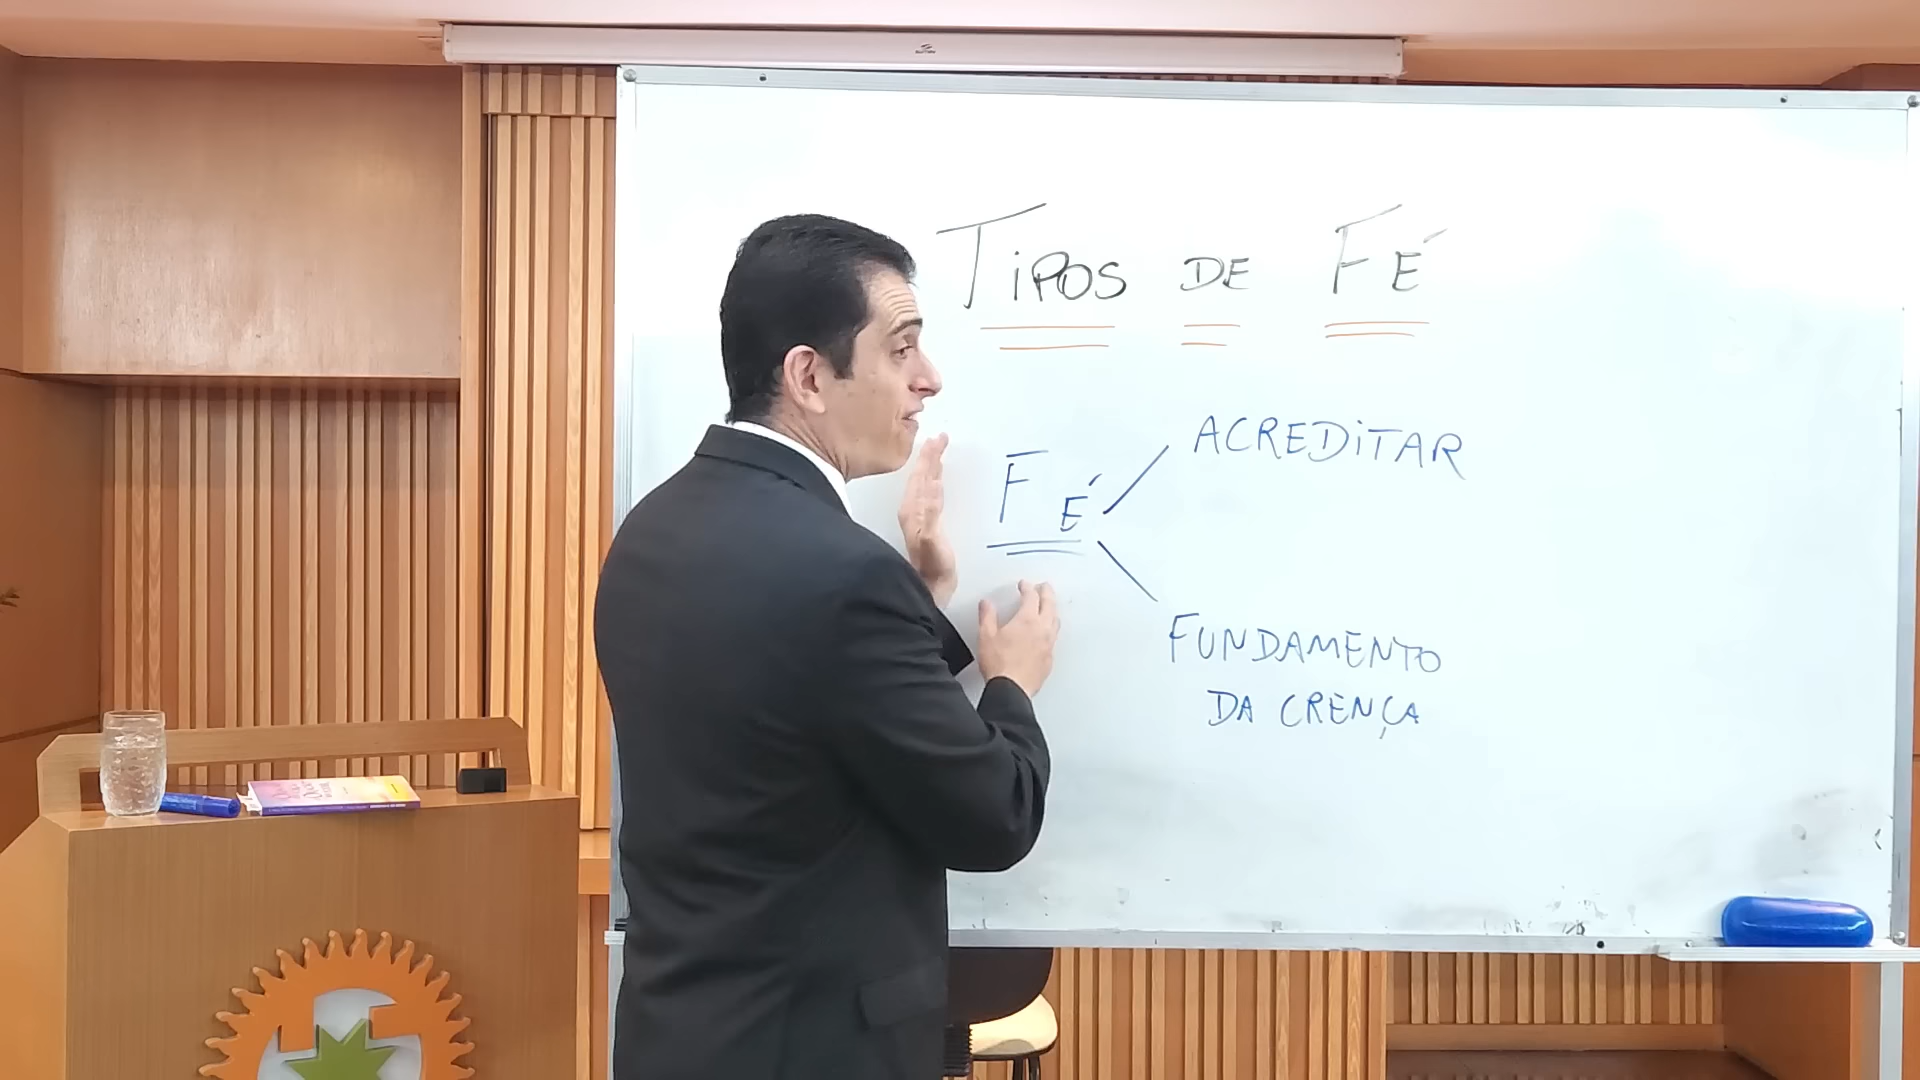 TiPOS DE FÉ
ACREDiTAR
FÉ
FUNDAMENTO
DA CRENÇA